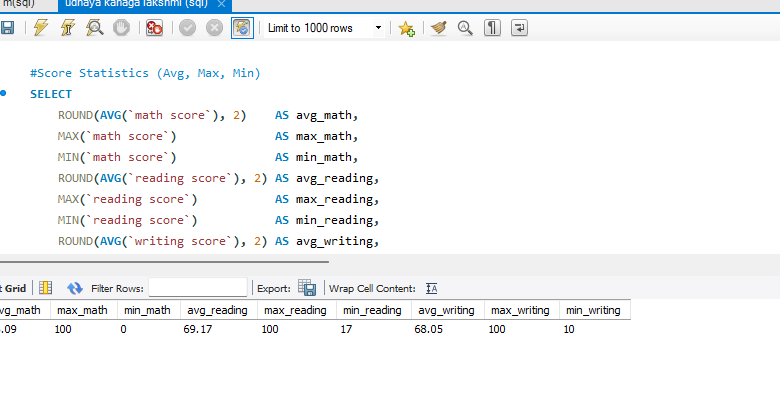 m(sql) udhaya kanaga lakshmi (sql)
Limit to 1000 rows
#Score Statistics (Avg, Max, Min)
SELECT
ROUND(AVG(`math score`), 2) AS avg_math,
MAX(`math score`) AS max_math,
MIN(`math score`) AS min_math,
ROUND(AVG(`reading score`), 2) AS avg_reading,
MAX(`reading score`) AS max_reading,
MIN(`reading score`) AS min_reading,
ROUND(AVG(`writing score`), 2) AS avg_writing,
t Grid Filter Rows: Export: Wrap Cell Content:
vg_math max_math min_math avg_reading max_reading min_reading avg_writing max_writing min_writing
.09 100 0 69.17 100 17 68.05 100 10